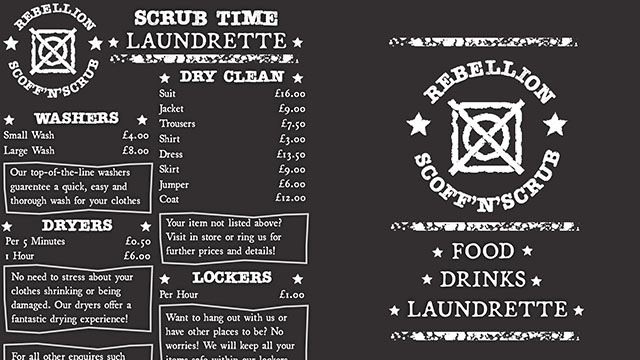 REBELLION
SCOFF'N'SCRUB
SCRUB TIME
LAUNDRETTE
WASHERS
Small Wash £4.00
Large Wash £8.00
Our top-of-the-line washers
guarentee a quick, easy and
thorough wash for your clothes
DRYERS
Per 5 Minutes £0.50
1 Hour £6.00
No need to stress about your
clothes shrinking or being
damaged. Our dryers offer a
fantastic drying experience!
For all other enquires such
DRY CLEAN
Suit £16.00
Jacket £9.00
Trousers £7.50
Shirt £3.00
Dress £13.50
Skirt £9.00
Jumper £6.00
Coat £12.00
Your item not listed above?
Visit in store or ring us for
further prices and details!
LOCKERS
Per Hour £1.00
Want to hang out with us or
have other places to be? No
worries! We will keep all your
items safe within our lockers
REBELLION
SCOFF'N'SCRUB
FOOD
DRINKS
LAUNDRETTE